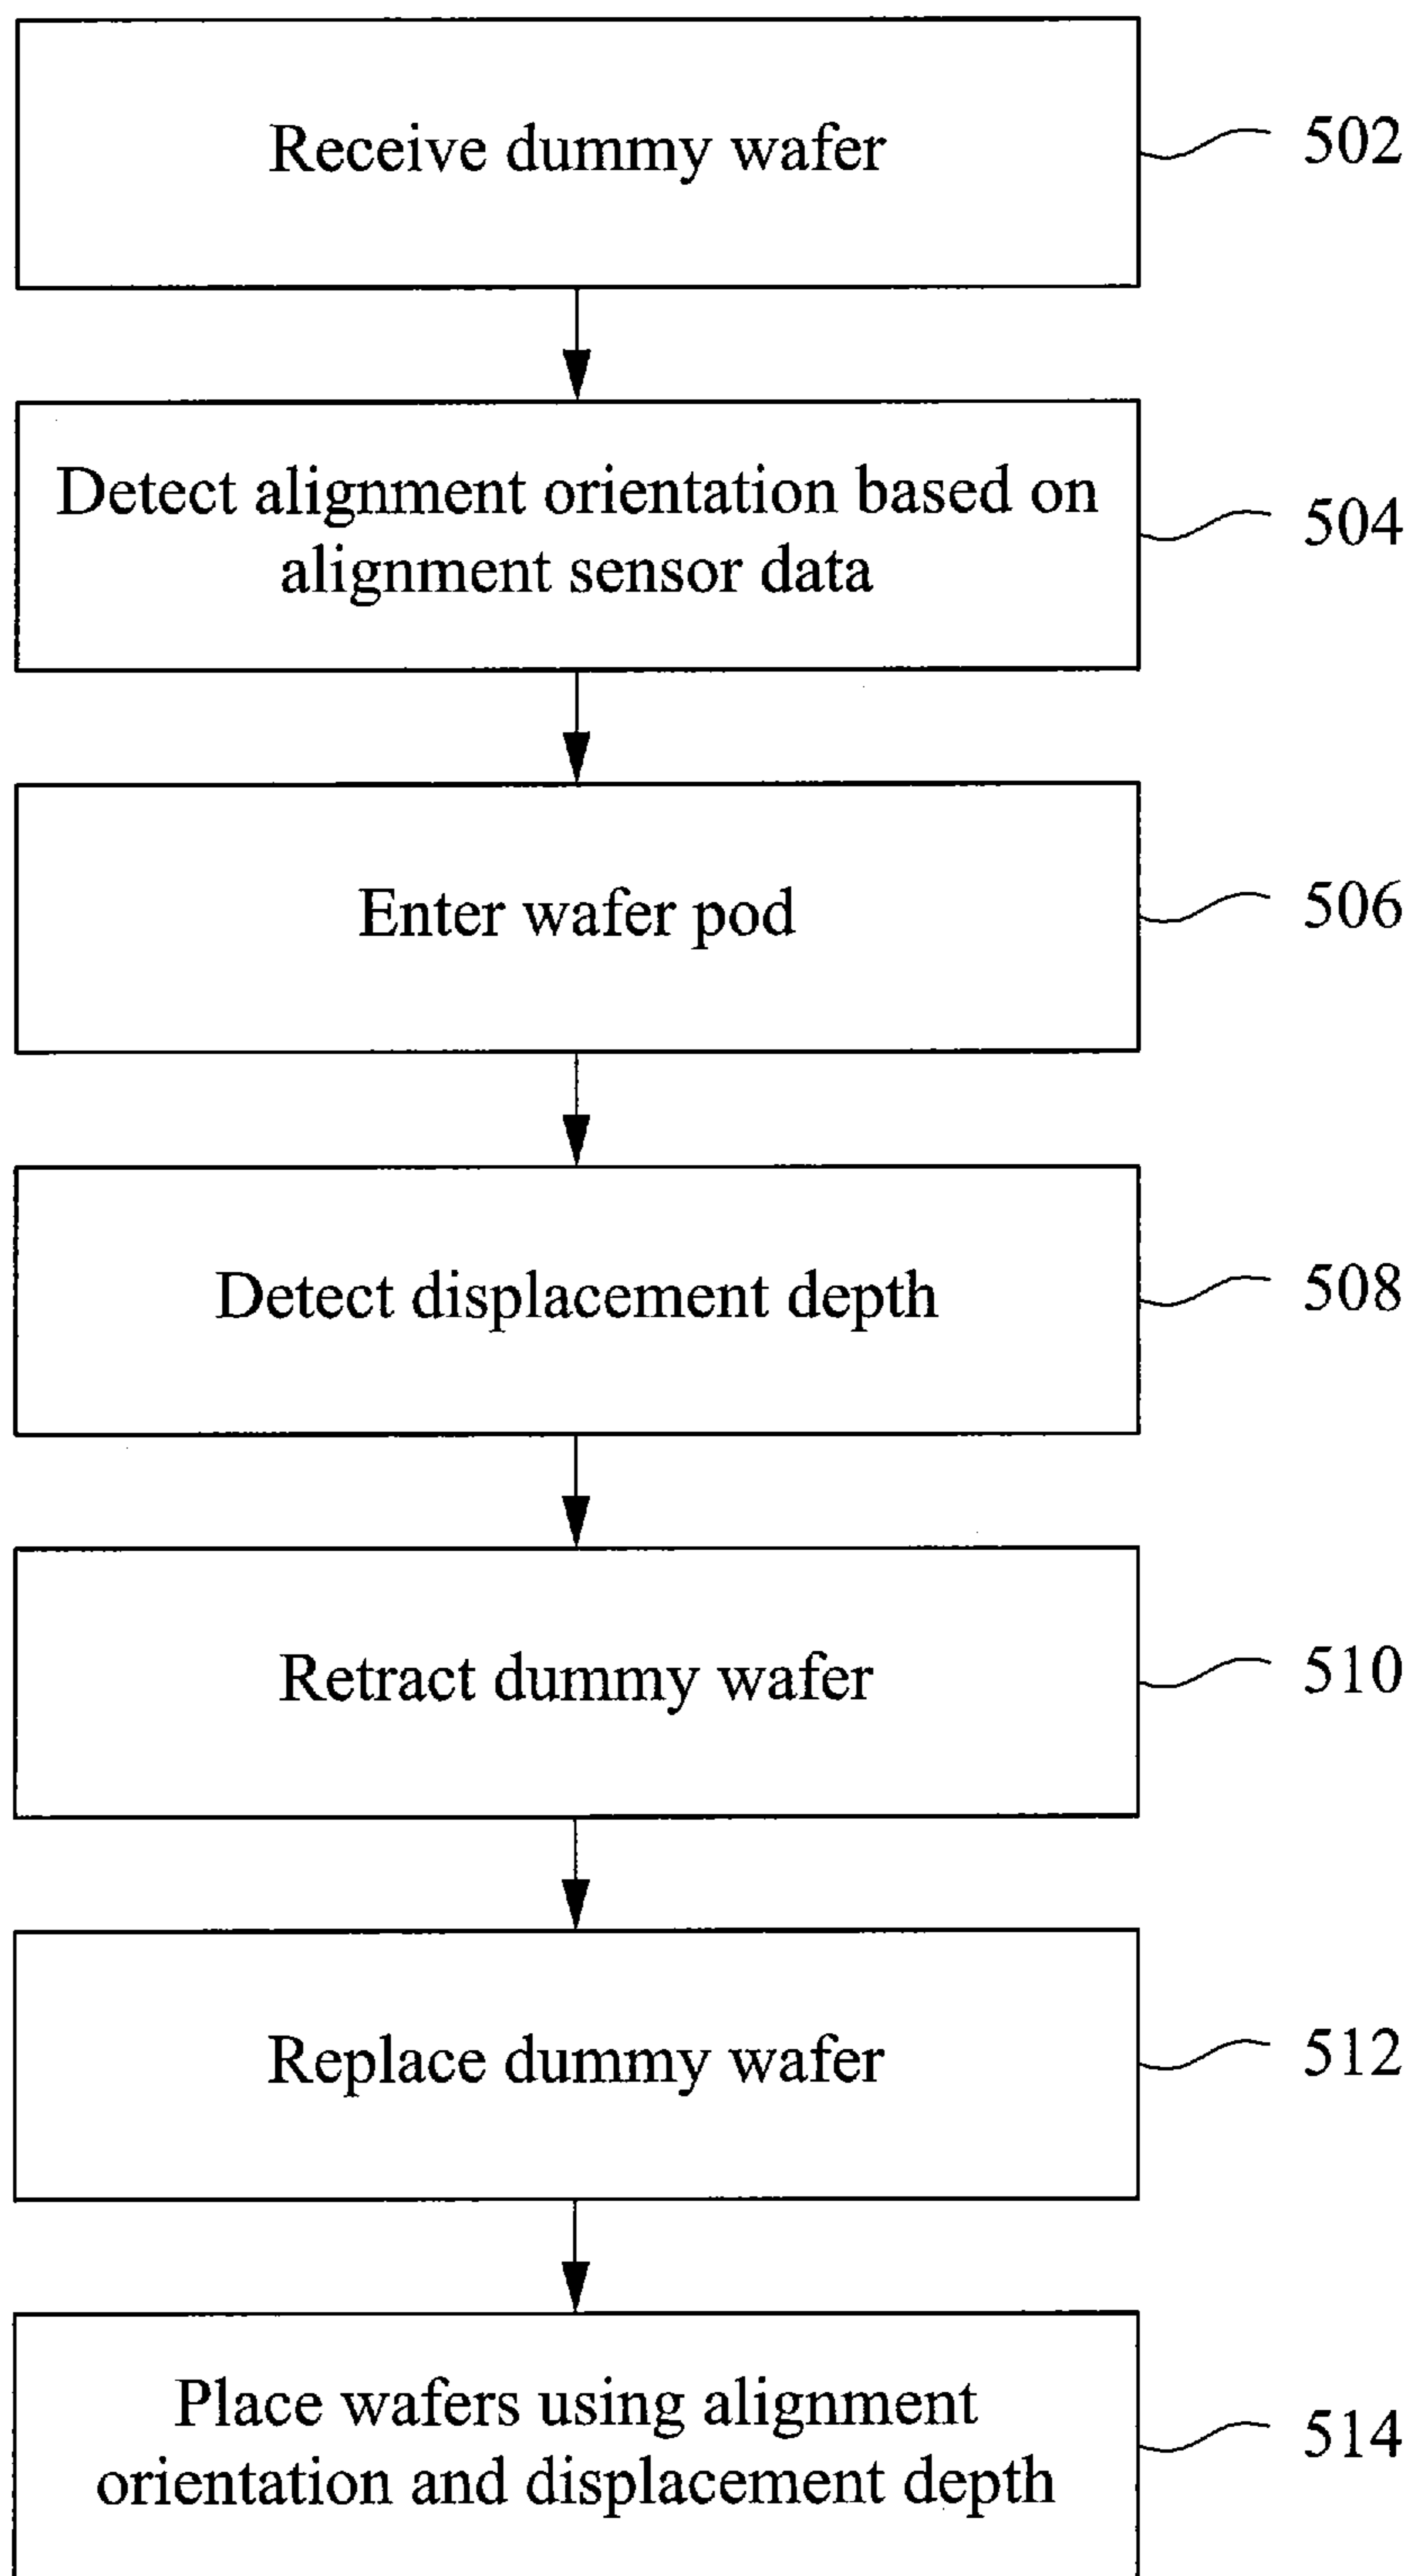 Receive dummy wafer
502
Detect alignment orientation based on
alignment sensor data
504
Enter wafer pod
506
Detect displacement depth
508
Retract dummy wafer
510
Replace dummy wafer
512
Place wafers using alignment
orientation and displacement depth
514